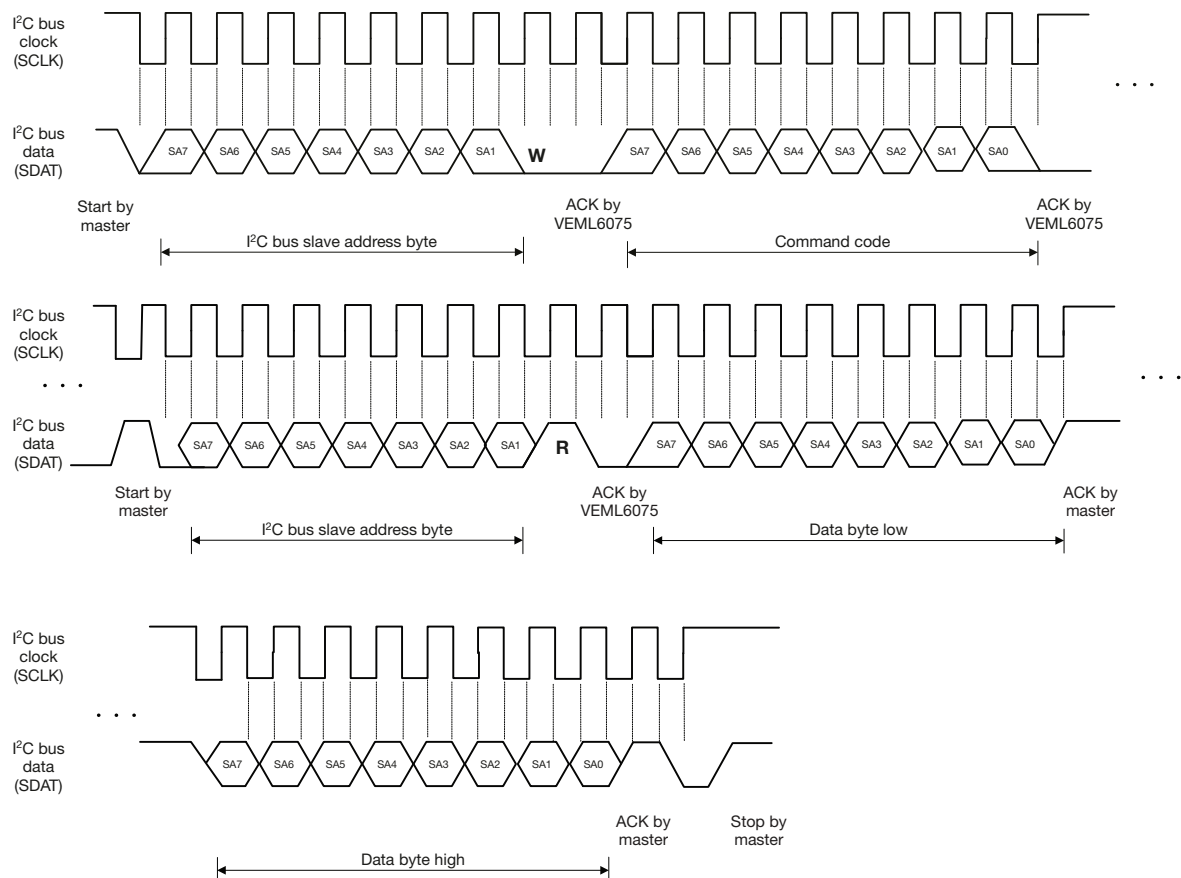 I²C bus
clock
(SCLK)
. . .
I²C bus
data
(SDAT)
SA7 SA6 SA5 SA4 SA3 SA2 SA1 W SA7 SA6 SA5 SA4 SA3 SA2 SA1 SA0
Start by
master
ACK by
VEML6075
ACK by
VEML6075
I²C bus slave address byte
Command code
I²C bus
clock
(SCLK)
. . .
. . .
I²C bus
data
(SDAT)
SA7 SA6 SA5 SA4 SA3 SA2 SA1 R SA7 SA6 SA5 SA4 SA3 SA2 SA1 SA0
Start by
master
ACK by
VEML6075
ACK by
master
I²C bus slave address byte
Data byte low
I²C bus
clock
(SCLK)
. . .
I²C bus
data
(SDAT)
SA7 SA6 SA5 SA4 SA3 SA2 SA1 SA0
ACK by
master
Stop by
master
Data byte high